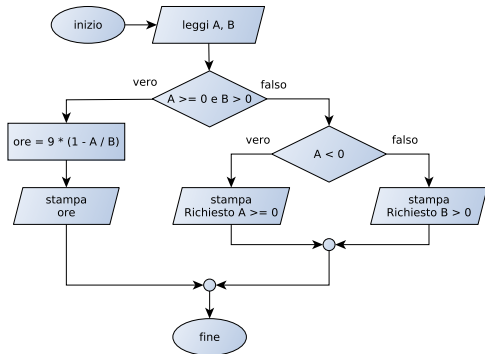 inizio
leggi A, B
vero
falso
A >= 0 e B > 0
ore = 9 * (1 - A / B)
vero
falso
A < 0
stampa
ore
stampa
Richiesto A >= 0
stampa
Richiesto B > 0
fine